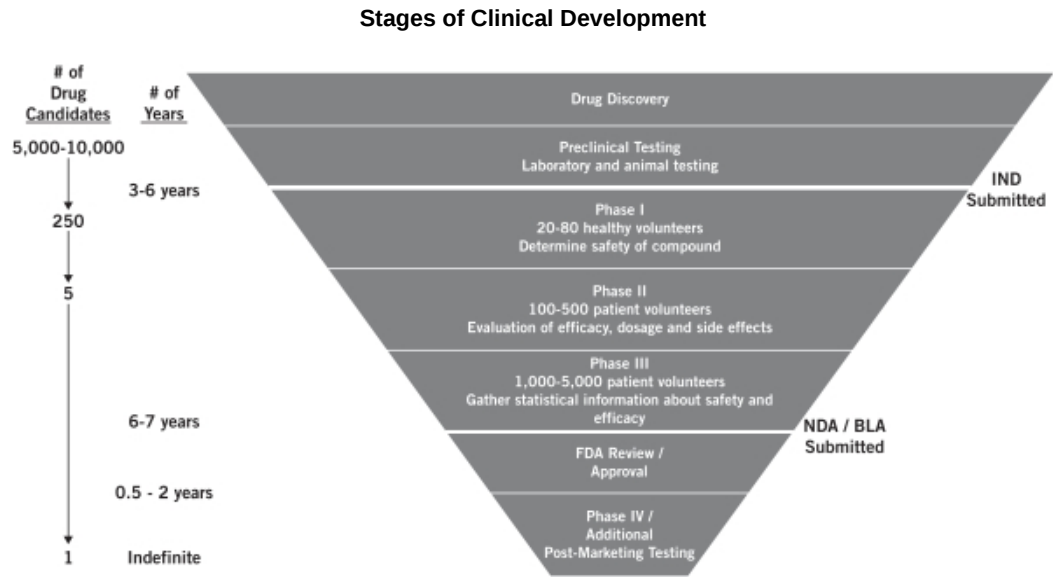 Stages of Clinical Development
# of
Drug
Candidates
# of
Years
5,000-10,000
3-6 years
250
5
6-7 years
0.5 - 2 years
1
Indefinite
Drug Discovery
Preclinical Testing
Laboratory and animal testing
IND
Submitted
Phase I
20-80 healthy volunteers
Determine safety of compound
Phase II
100-500 patient volunteers
Evaluation of efficacy, dosage and side effects
Phase III
1,000-5,000 patient volunteers
Gather statistical information about safety and
efficacy
NDA / BLA
Submitted
FDA Review /
Approval
Phase IV /
Additional
Post-Marketing Testing